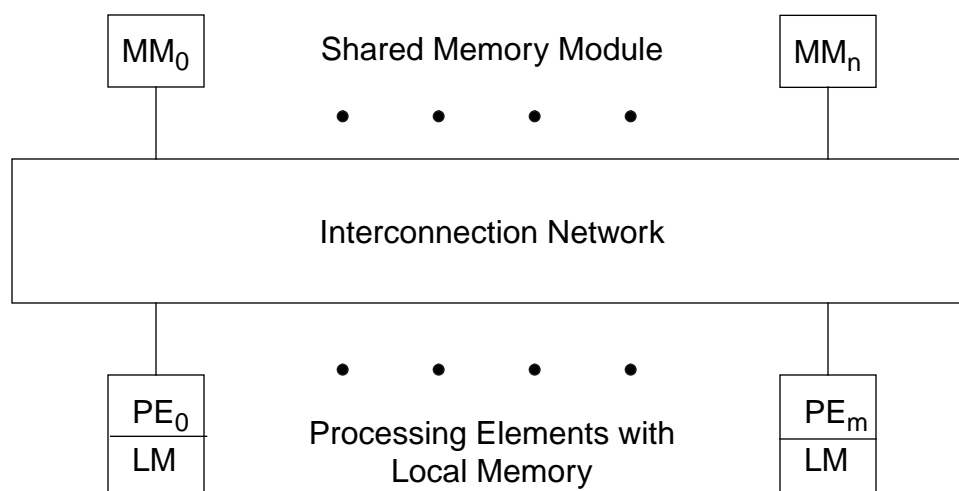 MM₀
Shared Memory Module
MMₙ
Interconnection Network
PE₀
LM
Processing Elements with
Local Memory
PEₘ
LM